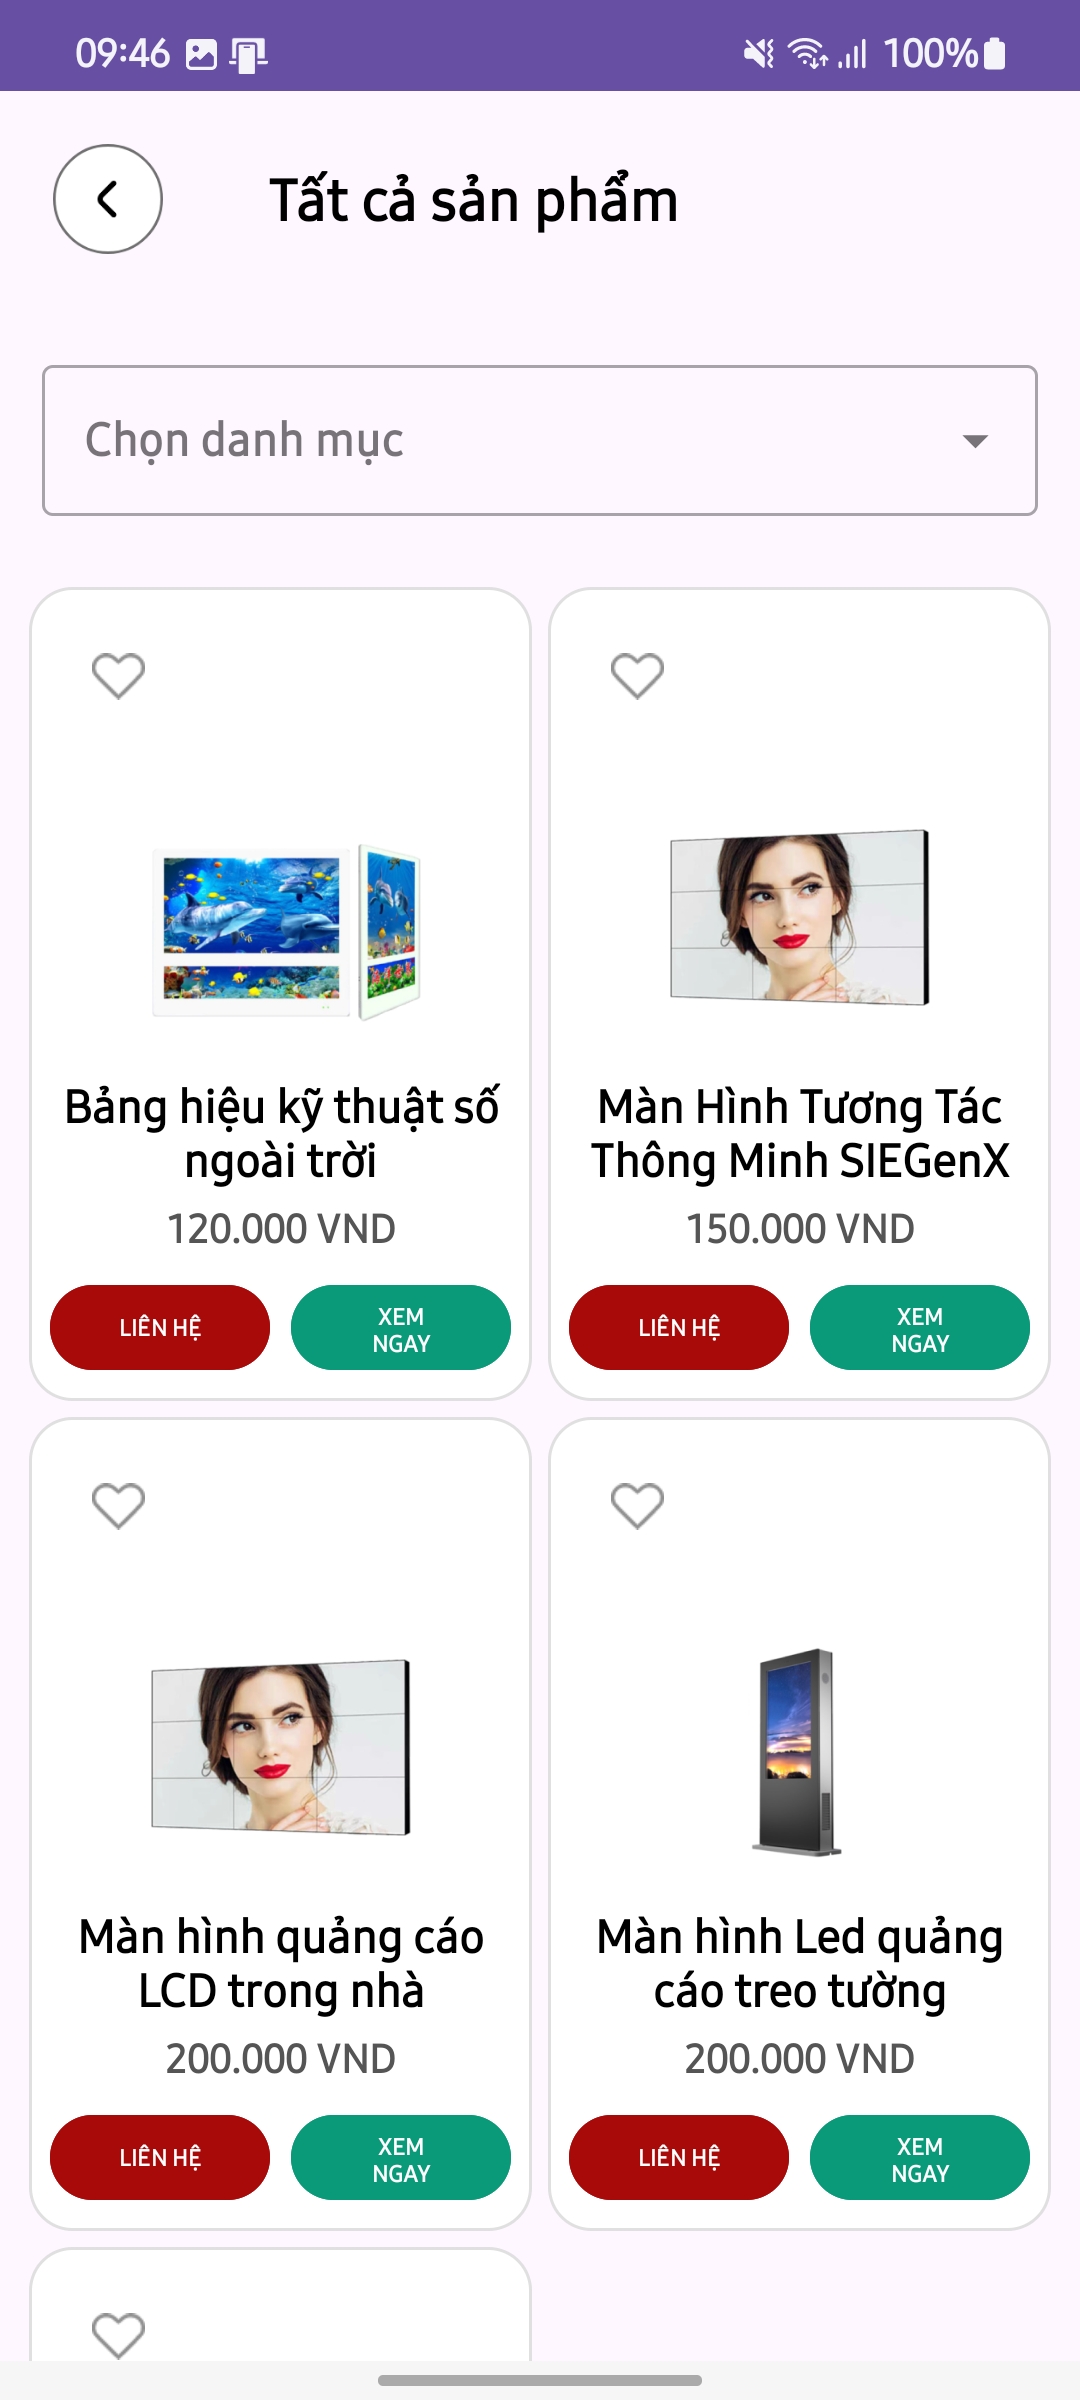 09:46
100%
Tất cả sản phẩm
Chọn danh mục
Bảng hiệu kỹ thuật số
ngoài trời
120.000 VND
LIÊN HỆ
XEM
NGAY
Màn Hình Tương Tác
Thông Minh SIEGenX
150.000 VND
LIÊN HỆ
XEM
NGAY
Màn hình quảng cáo
LCD trong nhà
200.000 VND
LIÊN HỆ
XEM
NGAY
Màn hình Led quảng
cáo treo tường
200.000 VND
LIÊN HỆ
XEM
NGAY